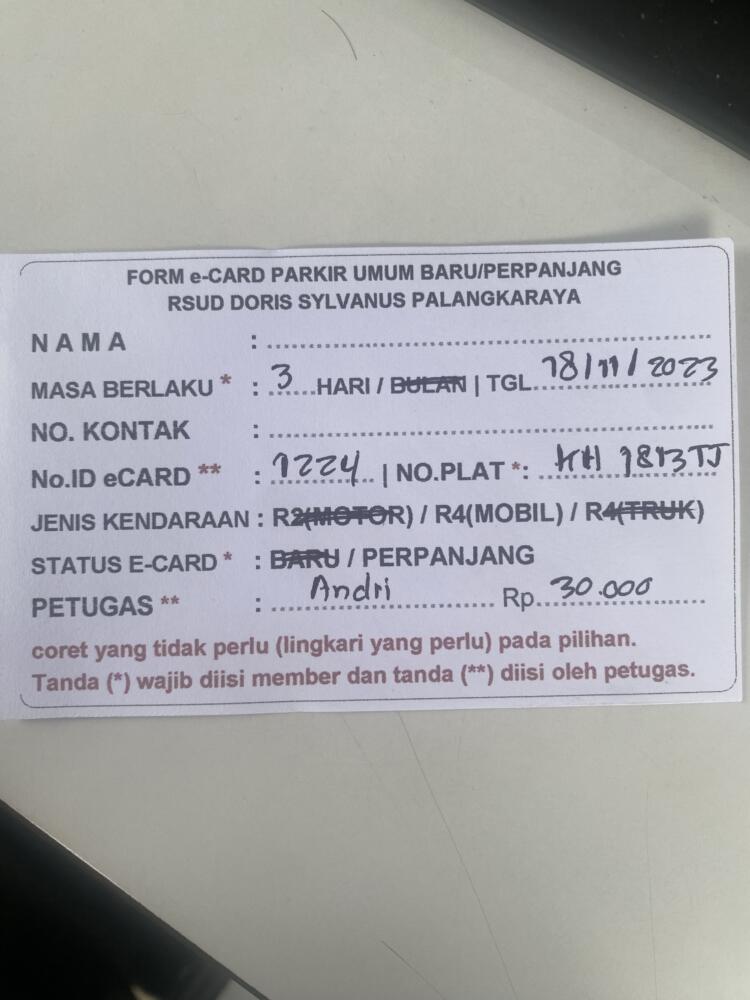 FORM e-CARD PARKIR UMUM BARU/PERPANJANG
RSUD DORIS SYLVANUS PALANGKARAYA
N A M A : ........................................
MASA BERLAKU * : 3 HARI / BULAN | TGL 18/11/2023
NO. KONTAK : ........................................
No.ID eCARD ** : 1224 | NO.PLAT *: KH 1813 TJ
JENIS KENDARAAN : R2(MOTOR) / R4(MOBIL) / R4(TRUK)
STATUS E-CARD * : BARU / PERPANJANG
PETUGAS ** : Andri Rp. 30.000
coret yang tidak perlu (lingkari yang perlu) pada pilihan.
Tanda (*) wajib diisi member dan tanda (**) diisi oleh petugas.